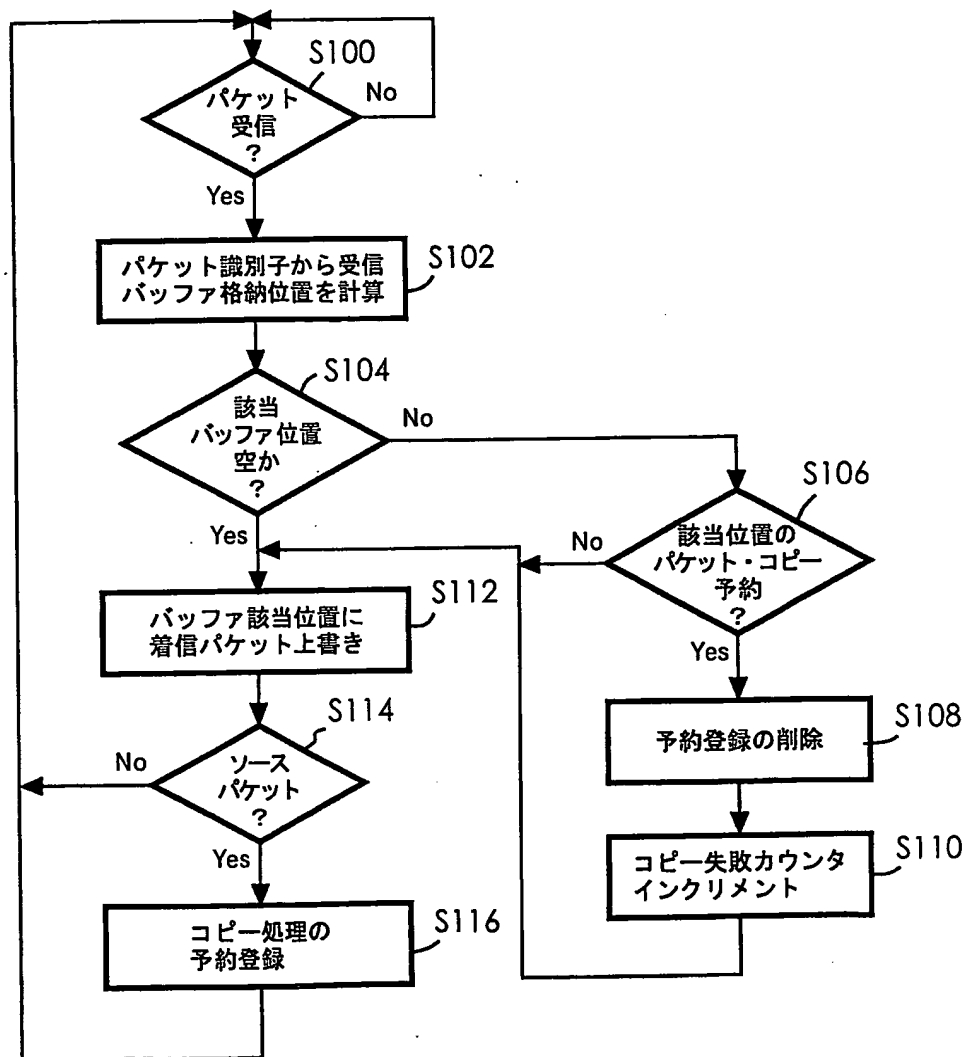 S100
パケット
受信
?
No
Yes
S102
パケット識別子から受信
バッファ格納位置を計算
S104
該当
バッファ位置
空か
?
No
Yes
S106
該当位置の
パケット・コピー
予約
?
No
Yes
S112
バッファ該当位置に
着信パケット上書き
S108
予約登録の削除
S114
ソース
パケット
?
No
Yes
S110
コピー失敗カウンタ
インクリメント
S116
コピー処理の
予約登録